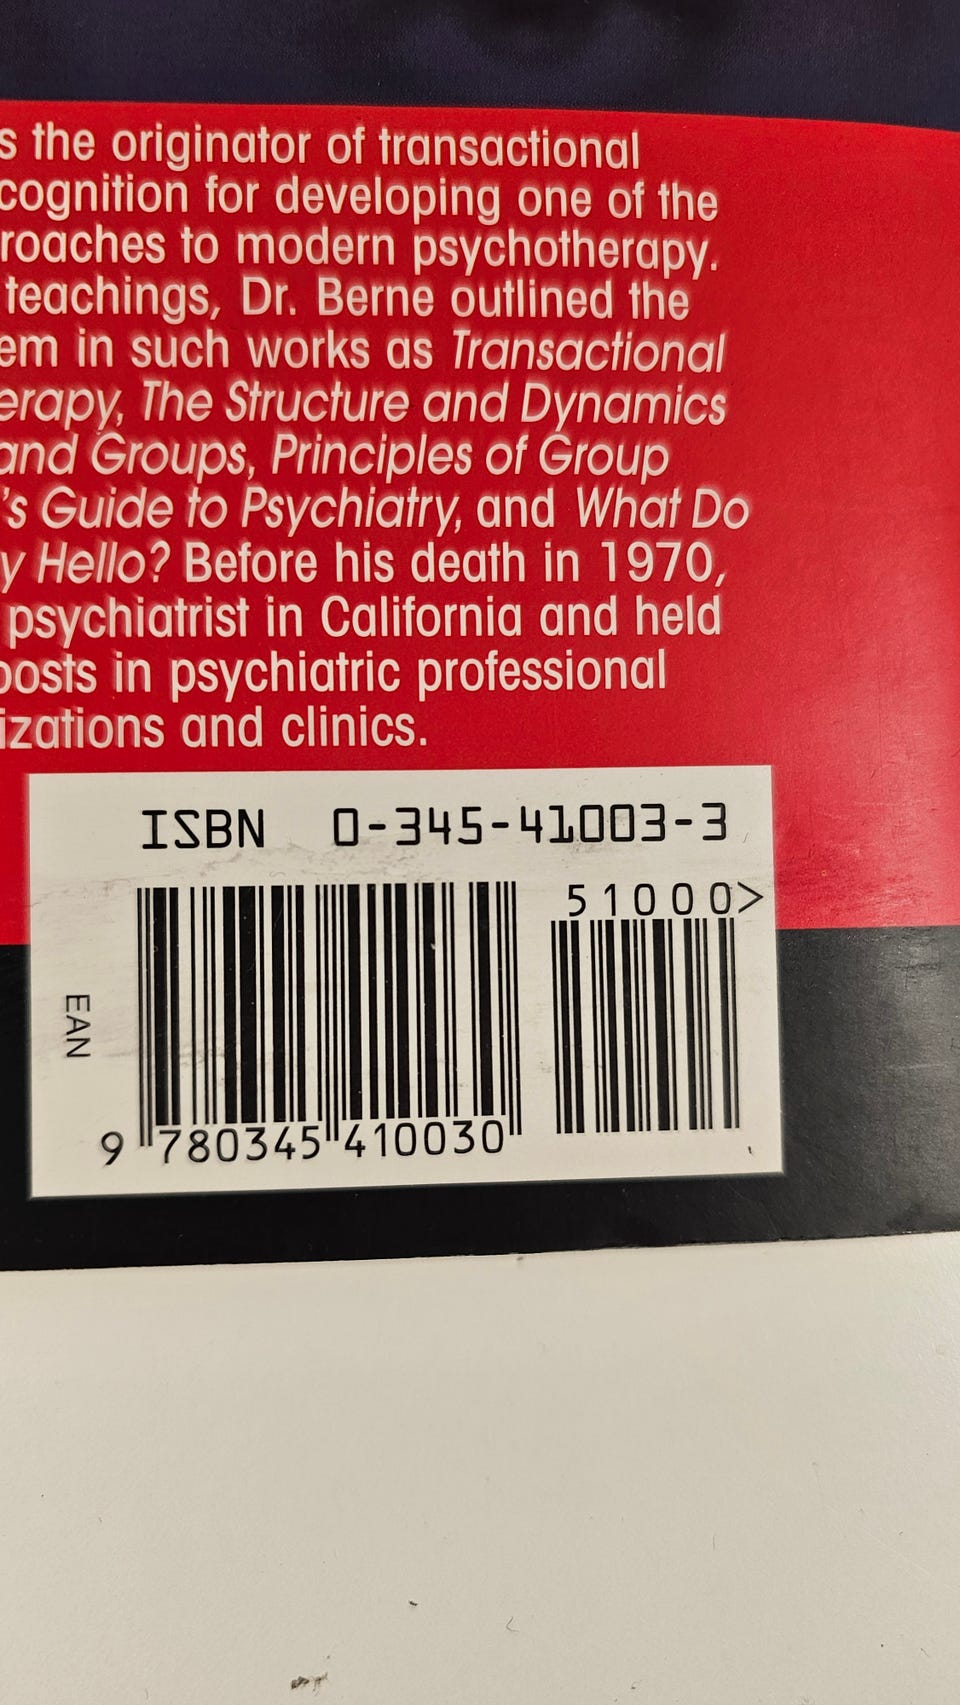 s the originator of transactional
cognition for developing one of the
roaches to modern psychotherapy.
teachings, Dr. Berne outlined the
em in such works as Transactional
erapy, The Structure and Dynamics
and Groups, Principles of Group
's Guide to Psychiatry, and What Do
y Hello? Before his death in 1970,
psychiatrist in California and held
posts in psychiatric professional
izations and clinics.
ISBN 0-345-41003-3
51000>
EAN
9 780345 410030